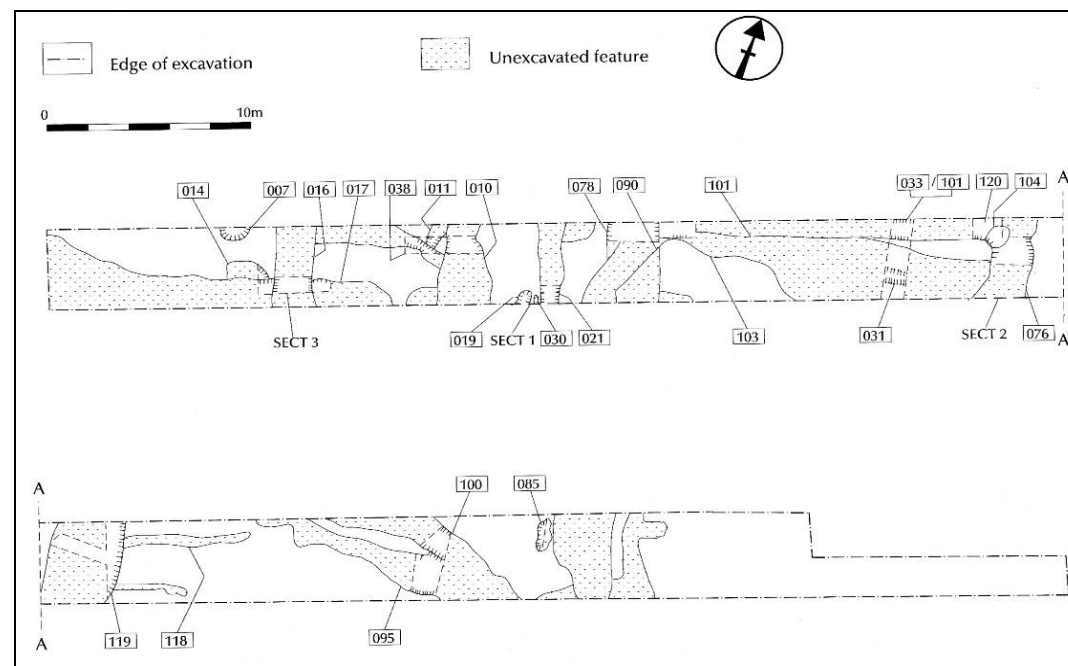 Edge of excavation
Unexcavated feature
0 10m
014 007 016 017 038 011 010 078 090 101 033 / 101 120 104 A
SECT 3 019 SECT 1 030 021 103 031 SECT 2 076 A
A 100 085
A 119 118 095